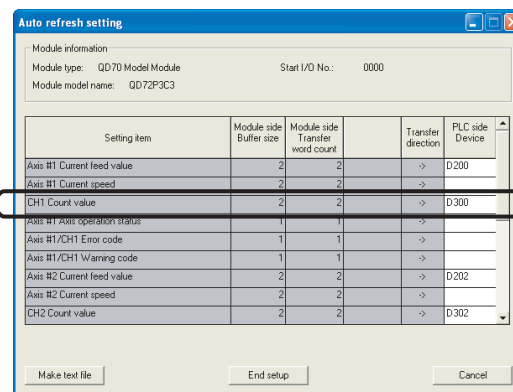 Auto refresh setting
Module information
Module type: QD70 Model Module Start I/O No.: 0000
Module model name: QD72P3C3
Setting item Module side Buffer size Module side Transfer word count Transfer direction PLC side Device
Axis #1 Current feed value 2 2 -> D200
Axis #1 Current speed 2 2 ->
CH1 Count value 2 2 -> D300
Axis #1 Axis operation status 1 1 ->
Axis #1/CH1 Error code 1 1 ->
Axis #1/CH1 Warning code 1 1 ->
Axis #2 Current feed value 2 2 -> D202
Axis #2 Current speed 2 2 ->
CH2 Count value 2 2 -> D302
Make text file End setup Cancel